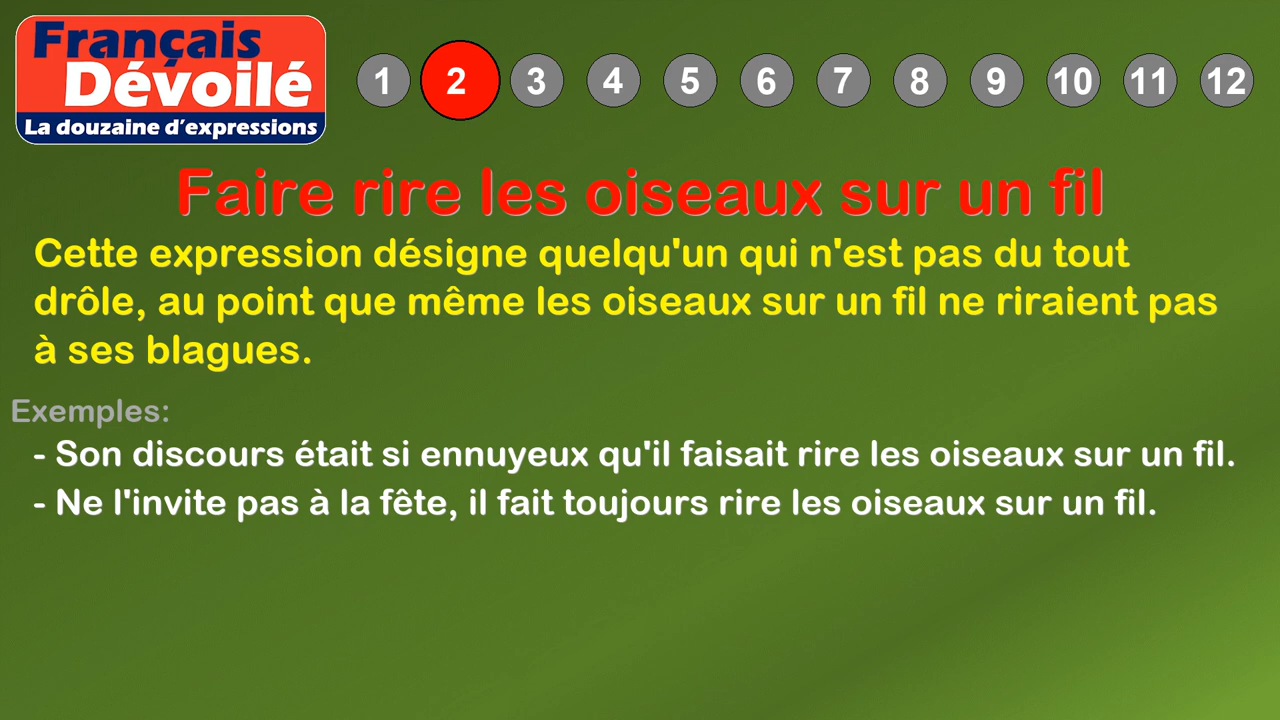 Français
Dévoilé
La douzaine d'expressions
1 2 3 4 5 6 7 8 9 10 11 12
Faire rire les oiseaux sur un fil
Cette expression désigne quelqu'un qui n'est pas du tout
drôle, au point que même les oiseaux sur un fil ne riraient pas
à ses blagues.
Exemples:
- Son discours était si ennuyeux qu'il faisait rire les oiseaux sur un fil.
- Ne l'invite pas à la fête, il fait toujours rire les oiseaux sur un fil.